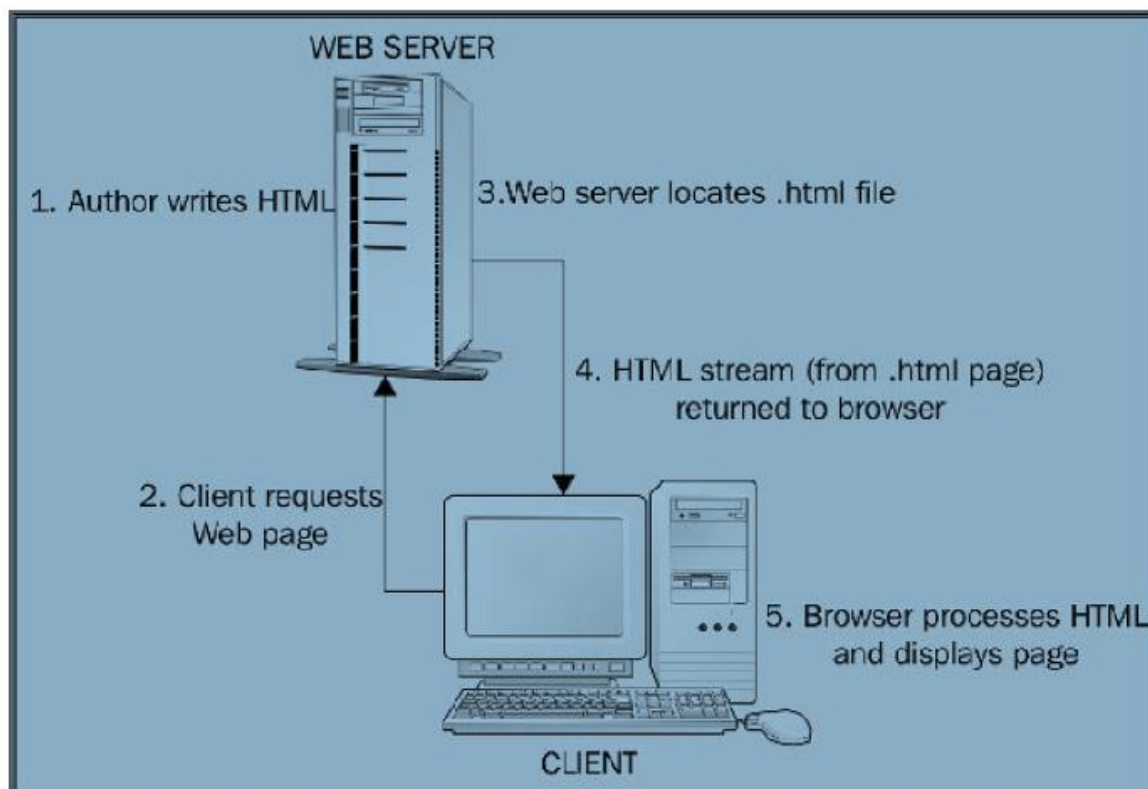 WEB SERVER
1. Author writes HTML
3.Web server locates .html file
4. HTML stream (from .html page)
returned to browser
2. Client requests
Web page
5. Browser processes HTML
and displays page
CLIENT